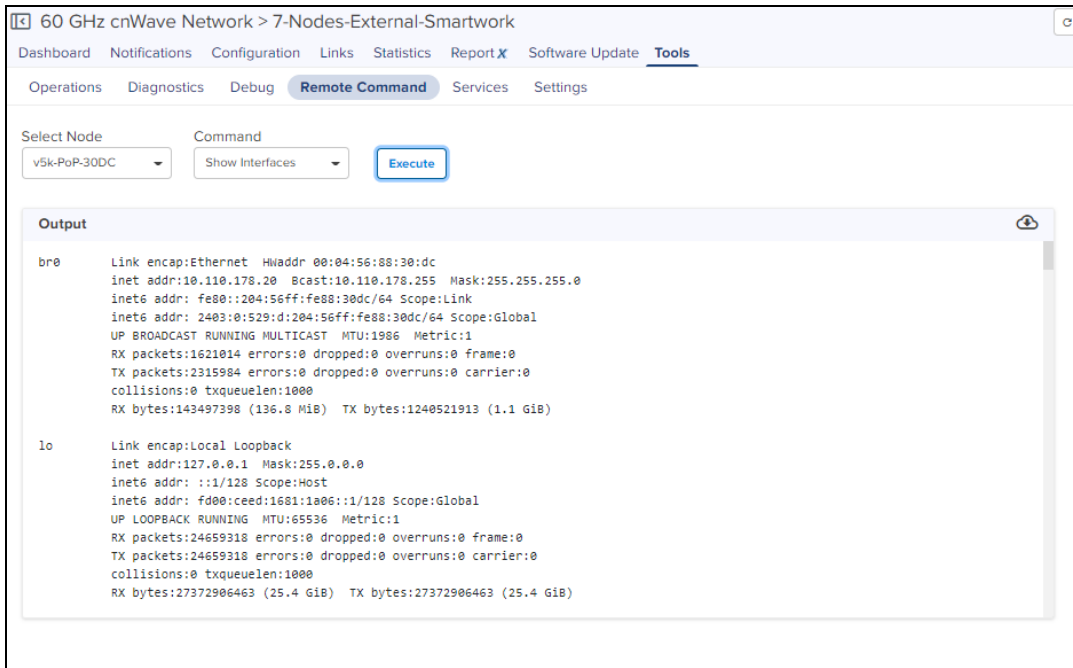 60 GHz cnWave Network > 7-Nodes-External-Smartwork
Dashboard Notifications Configuration Links Statistics Report X Software Update Tools
Operations Diagnostics Debug Remote Command Services Settings
Select Node Command
v5k-PoP-30DC Show Interfaces Execute
Output
br0 Link encap:Ethernet HWaddr 00:04:56:88:30:dc
inet addr:10.110.178.20 Bcast:10.110.178.255 Mask:255.255.255.0
inet6 addr: fe80::204:56ff:fe88:30dc/64 Scope:Link
inet6 addr: 2403:0:529:d:204:56ff:fe88:30dc/64 Scope:Global
UP BROADCAST RUNNING MULTICAST MTU:1986 Metric:1
RX packets:1621014 errors:0 dropped:0 overruns:0 frame:0
TX packets:2315984 errors:0 dropped:0 overruns:0 carrier:0
collisions:0 txqueuelen:1000
RX bytes:143497398 (136.8 MiB) TX bytes:1240521913 (1.1 GiB)
lo Link encap:Local Loopback
inet addr:127.0.0.1 Mask:255.0.0.0
inet6 addr: ::1/128 Scope:Host
inet6 addr: fd00:ceed:1681:1a06::1/128 Scope:Global
UP LOOPBACK RUNNING MTU:65536 Metric:1
RX packets:24659318 errors:0 dropped:0 overruns:0 frame:0
TX packets:24659318 errors:0 dropped:0 overruns:0 carrier:0
collisions:0 txqueuelen:1000
RX bytes:27372906463 (25.4 GiB) TX bytes:27372906463 (25.4 GiB)